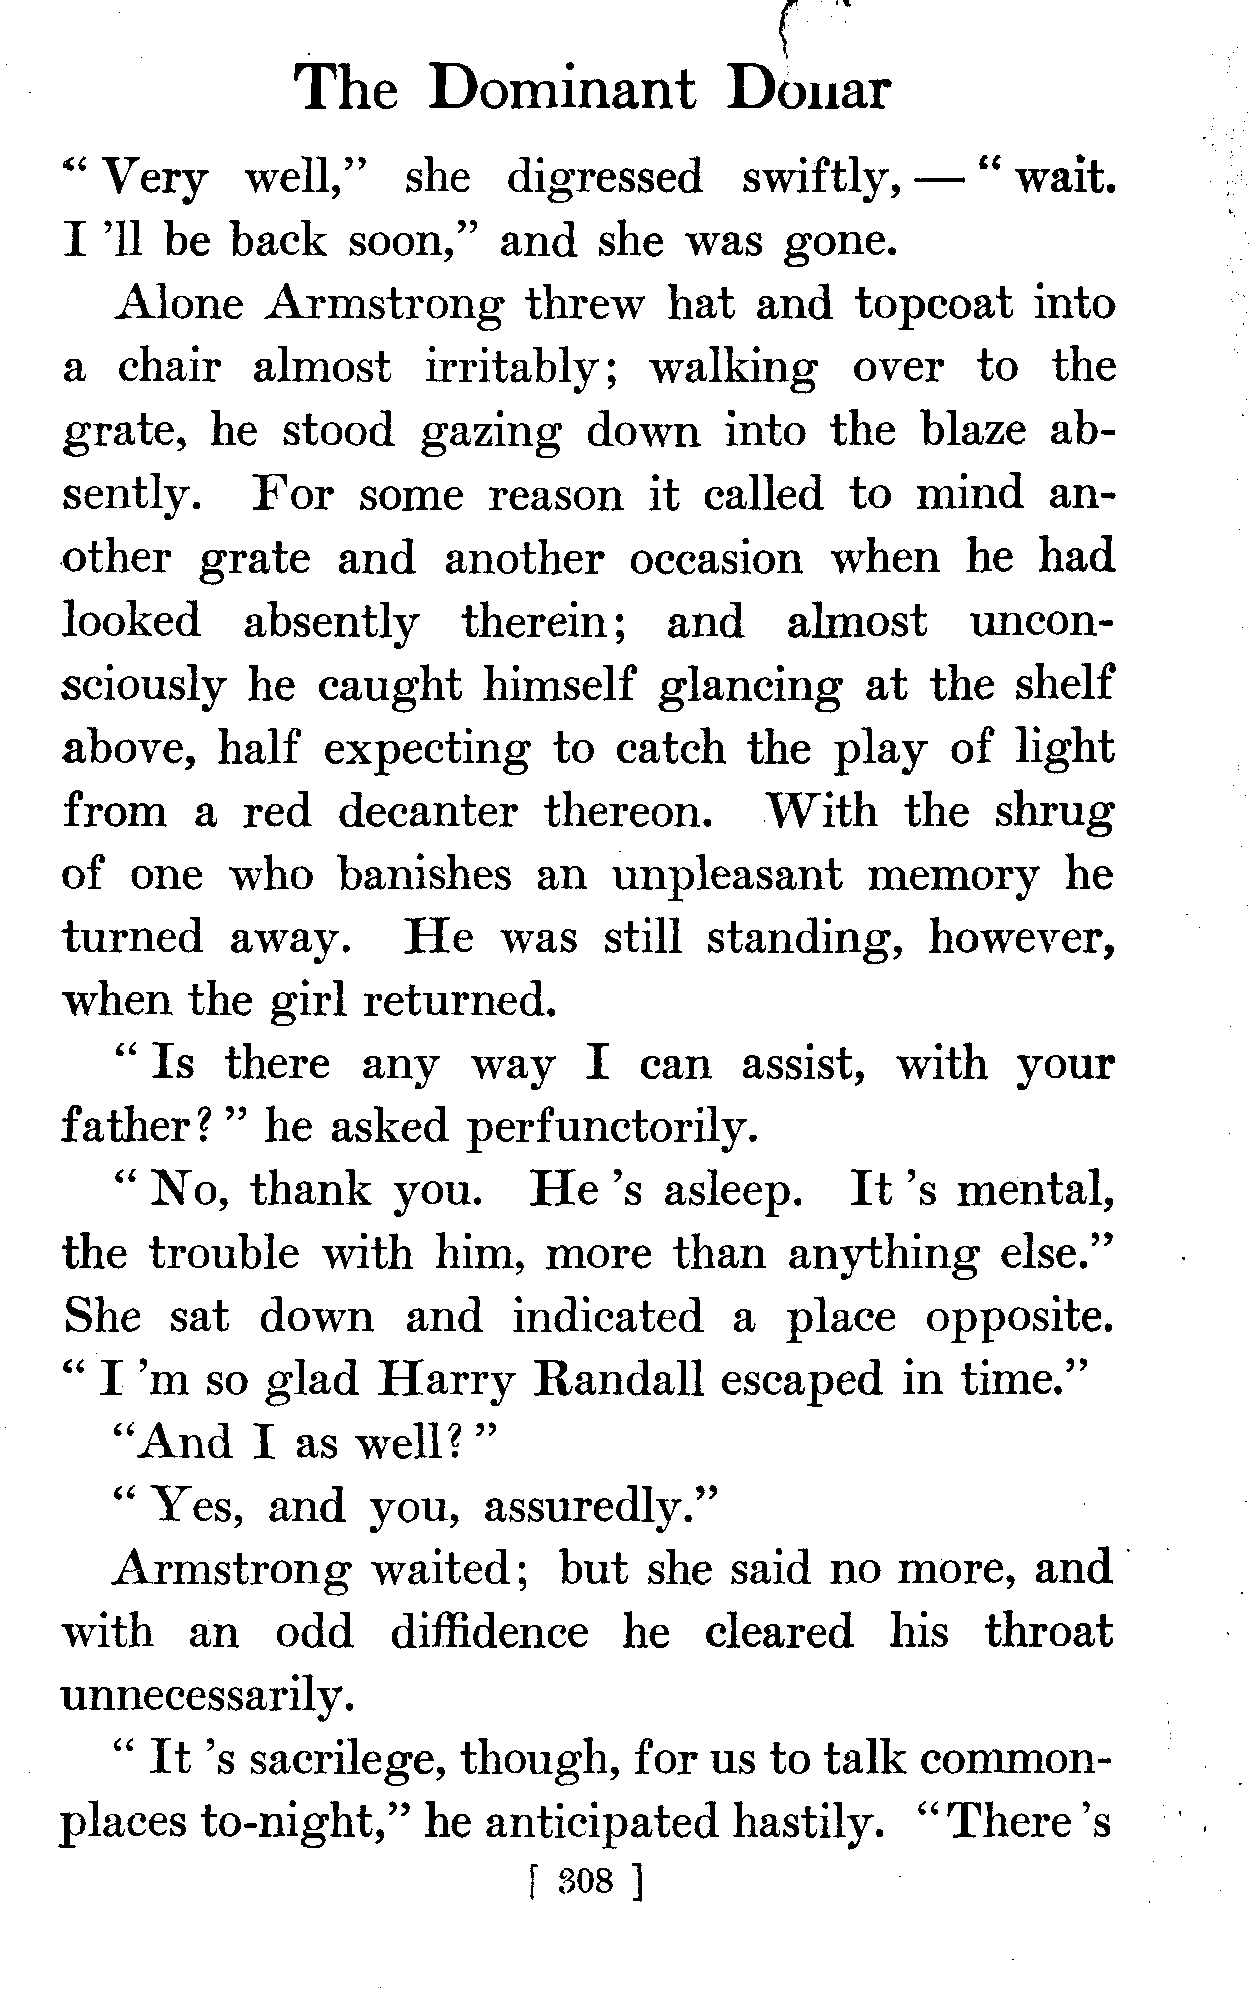 The Dominant Dollar
“ Very well,” she digressed swiftly, — “ wait.
I ’ll be back soon,” and she was gone.
Alone Armstrong threw hat and topcoat into
a chair almost irritably; walking over to the
grate, he stood gazing down into the blaze ab-
sently. For some reason it called to mind an-
other grate and another occasion when he had
looked absently therein; and almost uncon-
sciously he caught himself glancing at the shelf
above, half expecting to catch the play of light
from a red decanter thereon. With the shrug
of one who banishes an unpleasant memory he
turned away. He was still standing, however,
when the girl returned.
“ Is there any way I can assist, with your
father? ” he asked perfunctorily.
“ No, thank you. He ’s asleep. It ’s mental,
the trouble with him, more than anything else.”
She sat down and indicated a place opposite.
“ I ’m so glad Harry Randall escaped in time.”
“And I as well? ”
“ Yes, and you, assuredly.”
Armstrong waited; but she said no more, and
with an odd diffidence he cleared his throat
unnecessarily.
“ It ’s sacrilege, though, for us to talk common-
places to-night,” he anticipated hastily. “There ’s
[ 308 ]